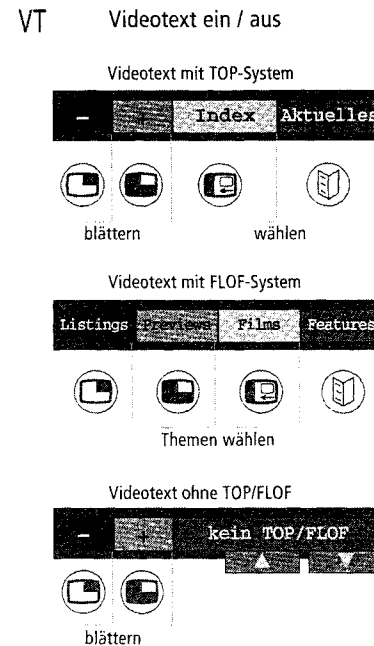 VT Videotext ein / aus
Videotext mit TOP-System
– + Index Aktuelles
blättern wählen
Videotext mit FLOF-System
Listings Previews Films Features
Themen wählen
Videotext ohne TOP/FLOF
– + kein TOP/FLOF
blättern